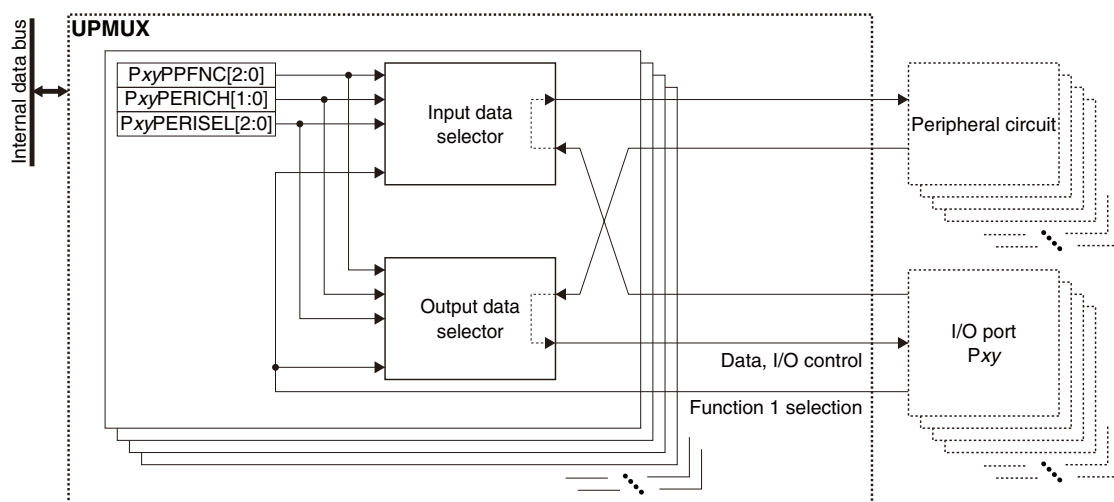 Internal data bus
UPMUX
PxyPPFNC[2:0]
PxyPERICH[1:0]
PxyPERISEL[2:0]
Input data
selector
Peripheral circuit
Output data
selector
I/O port
Pxy
Data, I/O control
Function 1 selection